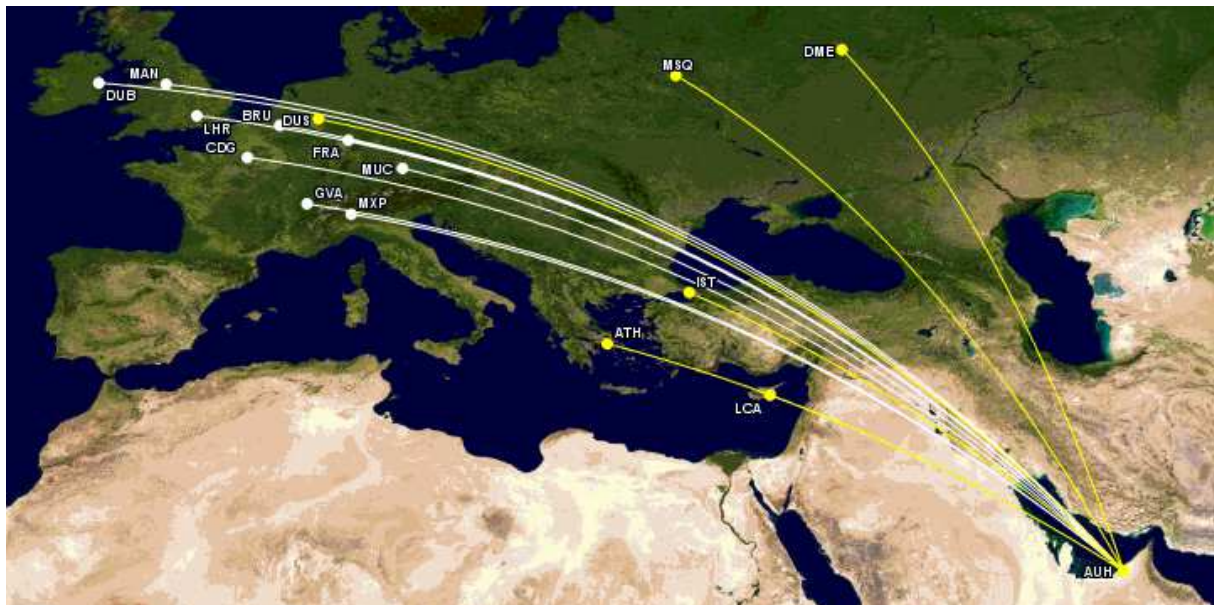 DME
MSQ
MAN
DUB
BRU
DUS
LHR
CDG
FRA
MUC
GVA
MXP
IST
ATH
LCA
AUH